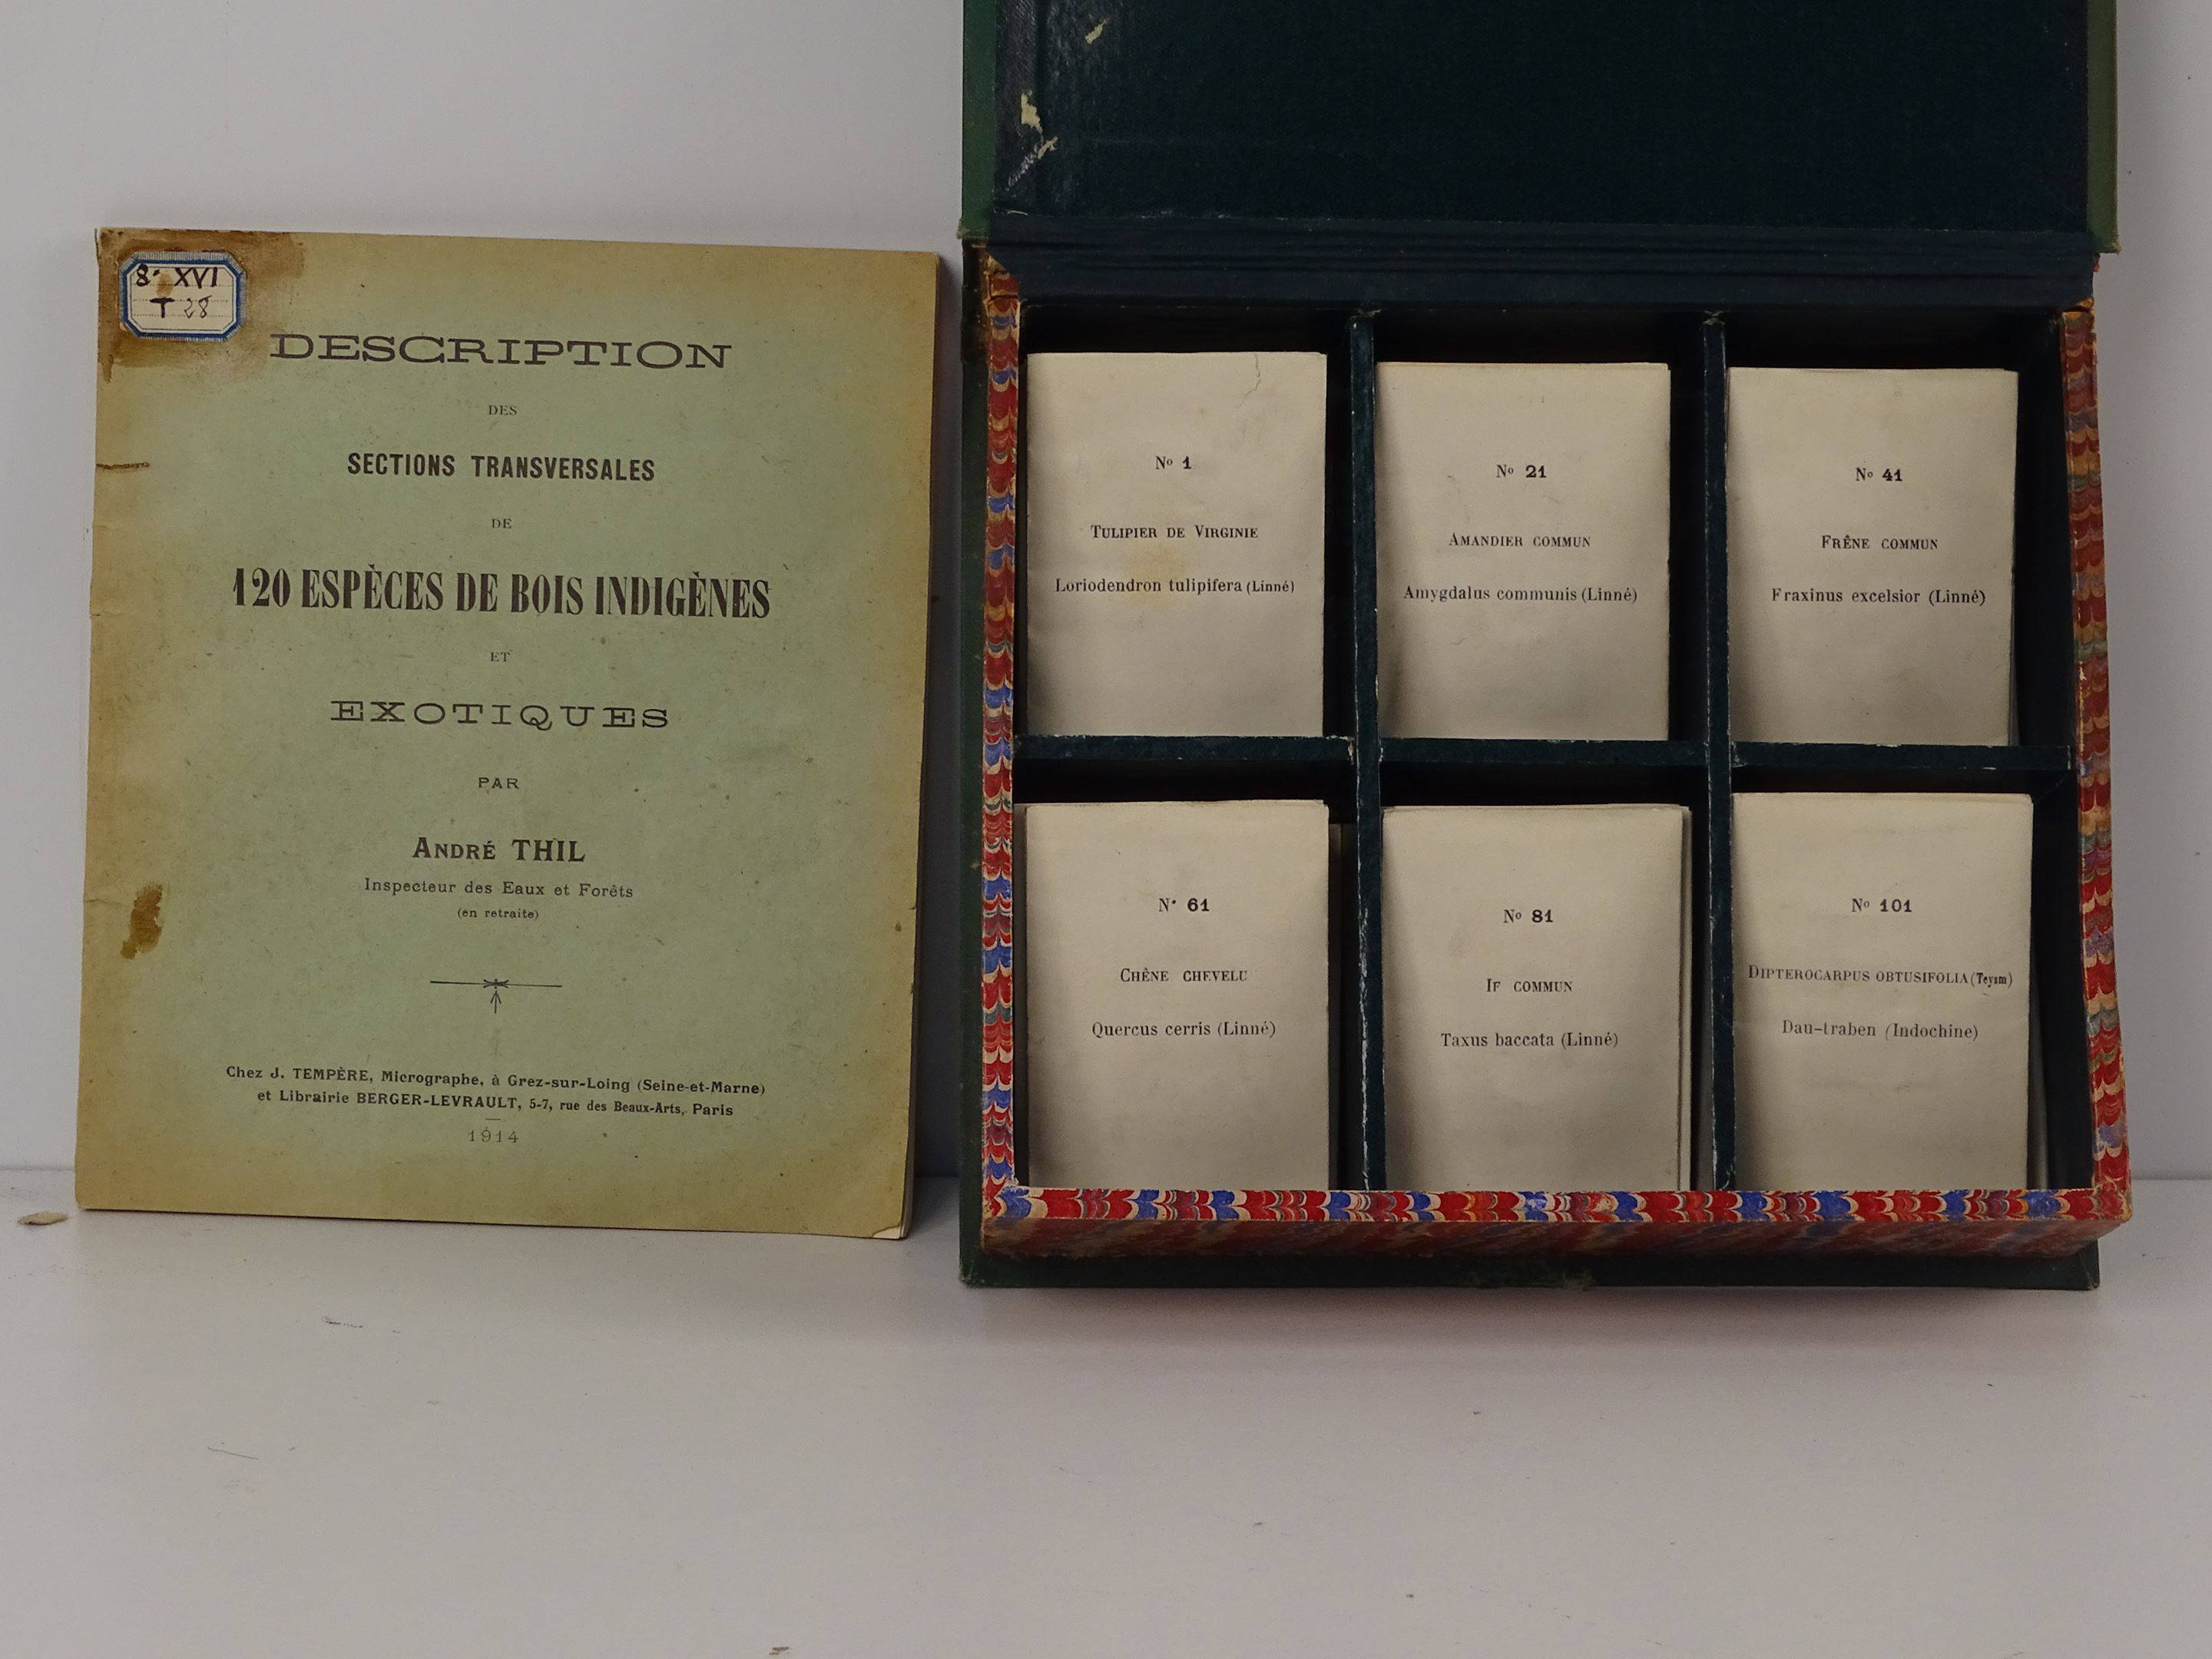 8° XVI
T 28
DESCRIPTION
DES
SECTIONS TRANSVERSALES
DE
120 ESPÈCES DE BOIS INDIGÈNES
ET
EXOTIQUES
PAR
ANDRÉ THIL
Inspecteur des Eaux et Forêts
(en retraite)
Chez J. TEMPÈRE, Micrographe, à Grez-sur-Loing (Seine-et-Marne)
et Librairie BERGER-LEVRAULT, 5-7, rue des Beaux-Arts, Paris
1914
Nº 1
TULIPIER DE VIRGINIE
Loriodendron tulipifera (Linné)
Nº 21
AMANDIER COMMUN
Amygdalus communis (Linné)
Nº 41
FRÊNE COMMUN
Fraxinus excelsior (Linné)
N° 61
CHÊNE CHEVELU
Quercus cerris (Linné)
Nº 81
IF COMMUN
Taxus baccata (Linné)
Nº 101
DIPTEROCARPUS OBTUSIFOLIA (Teysm)
Dau-traben (Indochine)